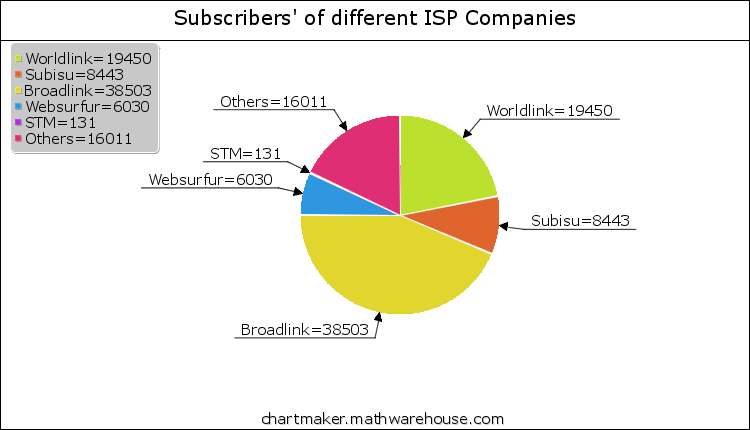 Subscribers' of different ISP Companies
Worldlink=19450
Subisu=8443
Broadlink=38503
Websurfur=6030
STM=131
Others=16011
Others=16011
Worldlink=19450
STM=131
Websurfur=6030
Subisu=8443
Broadlink=38503
chartmaker.mathwarehouse.com